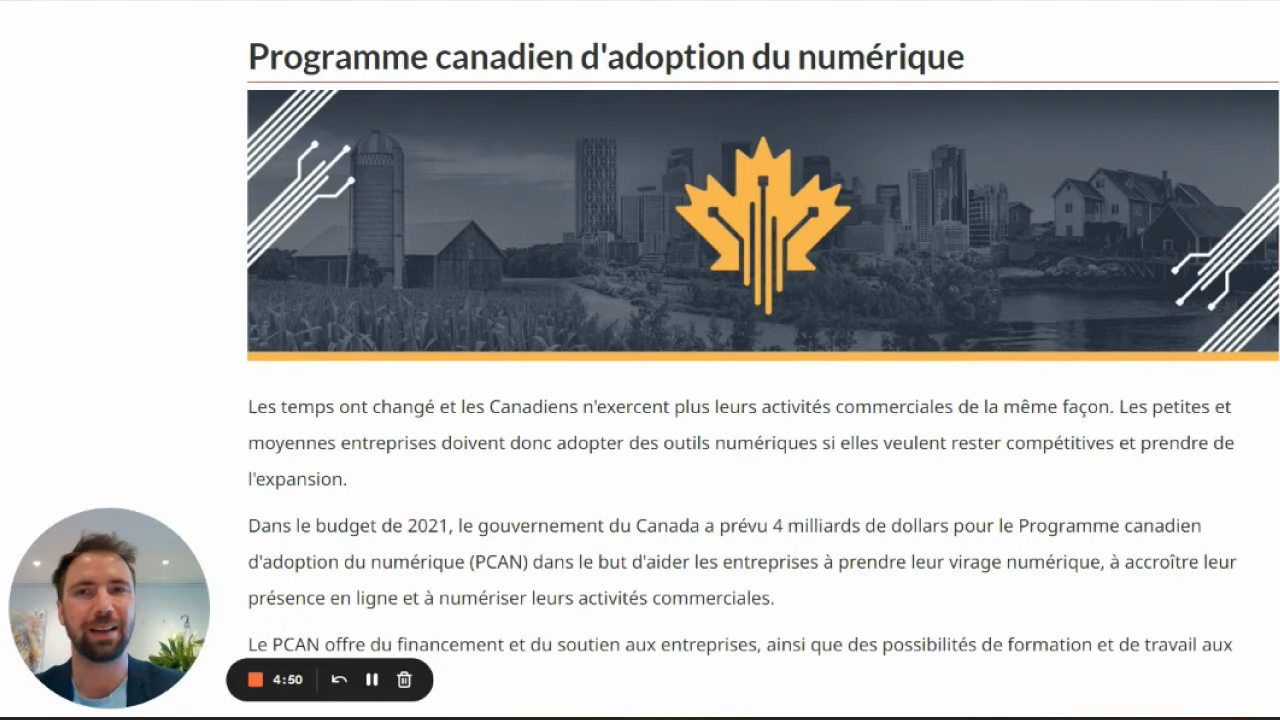 Programme canadien d'adoption du numérique
Les temps ont changé et les Canadiens n'exercent plus leurs activités commerciales de la même façon. Les petites et
moyennes entreprises doivent donc adopter des outils numériques si elles veulent rester compétitives et prendre de
l'expansion.
Dans le budget de 2021, le gouvernement du Canada a prévu 4 milliards de dollars pour le Programme canadien
d'adoption du numérique (PCAN) dans le but d'aider les entreprises à prendre leur virage numérique, à accroître leur
présence en ligne et à numériser leurs activités commerciales.
Le PCAN offre du financement et du soutien aux entreprises, ainsi que des possibilités de formation et de travail aux
4:50